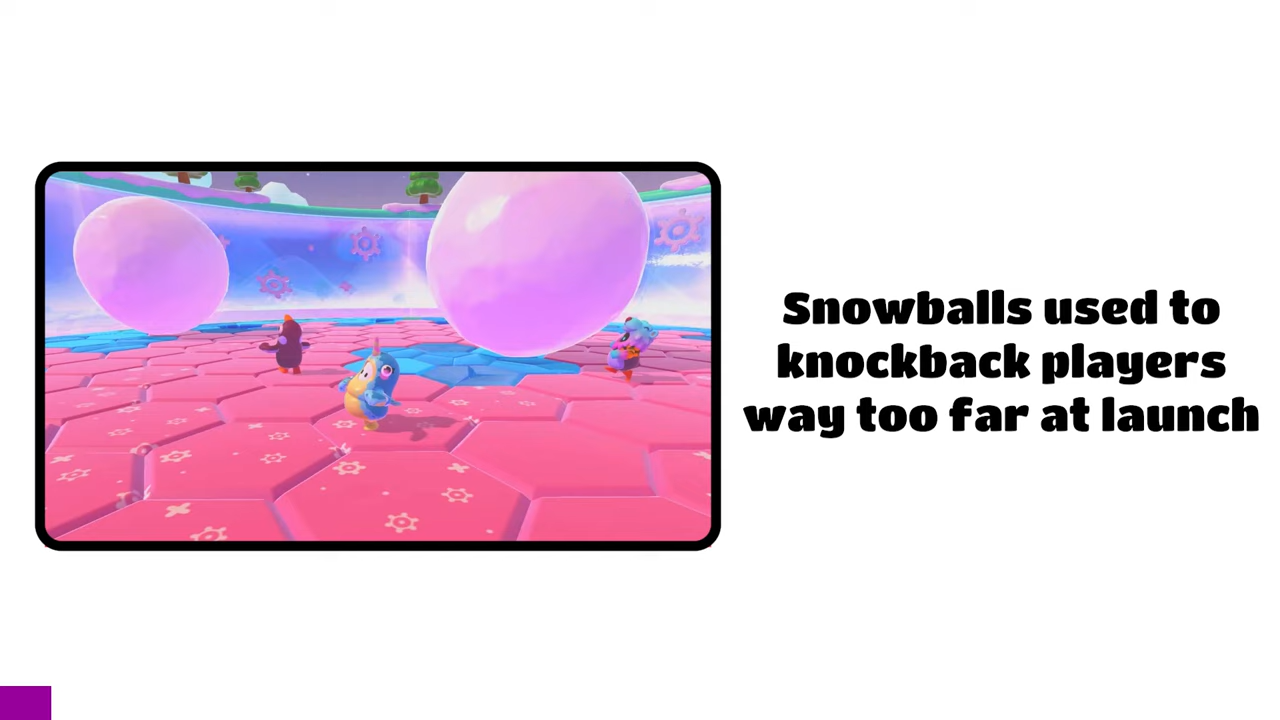 Snowballs used to
knockback players
way too far at launch